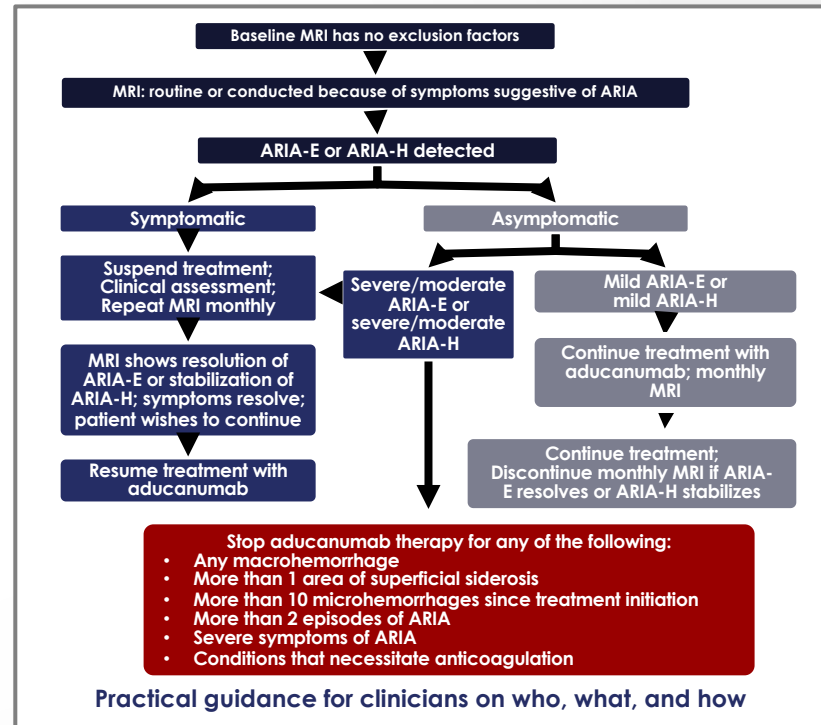 Baseline MRI has no exclusion factors
MRI: routine or conducted because of symptoms suggestive of ARIA
ARIA-E or ARIA-H detected
Symptomatic
Asymptomatic
Suspend treatment;
Clinical assessment;
Repeat MRI monthly
Severe/moderate
ARIA-E or
severe/moderate
ARIA-H
Mild ARIA-E or
mild ARIA-H
MRI shows resolution of
ARIA-E or stabilization of
ARIA-H; symptoms resolve;
patient wishes to continue
Continue treatment with
aducanumab; monthly
MRI
Resume treatment with
aducanumab
Continue treatment;
Discontinue monthly MRI if ARIA-
E resolves or ARIA-H stabilizes
Stop aducanumab therapy for any of the following:
• Any macrohemorrhage
• More than 1 area of superficial siderosis
• More than 10 microhemorrhages since treatment initiation
• More than 2 episodes of ARIA
• Severe symptoms of ARIA
• Conditions that necessitate anticoagulation
Practical guidance for clinicians on who, what, and how